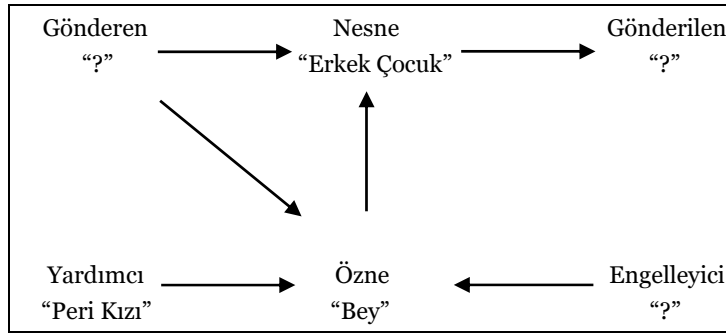 Gönderen Nesne Gönderilen
“?” “Erkek Çocuk” “?”
Yardımcı Özne Engelleyici
“Peri Kızı” “Bey” “?”